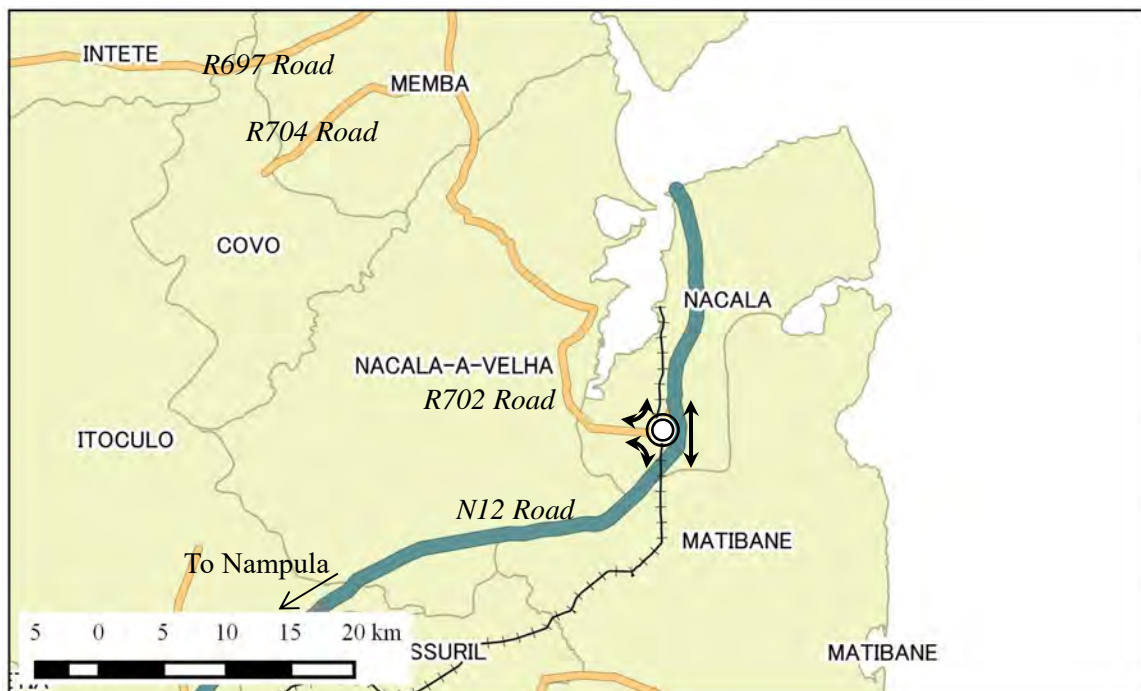 INTETE
R697 Road
MEMBA
R704 Road
COVO
NACALA
NACALA-A-VELHA
R702 Road
ITOCULO
N12 Road
MATIBANE
To Nampula
5 0 5 10 15 20 km
SSURIL
MATIBANE